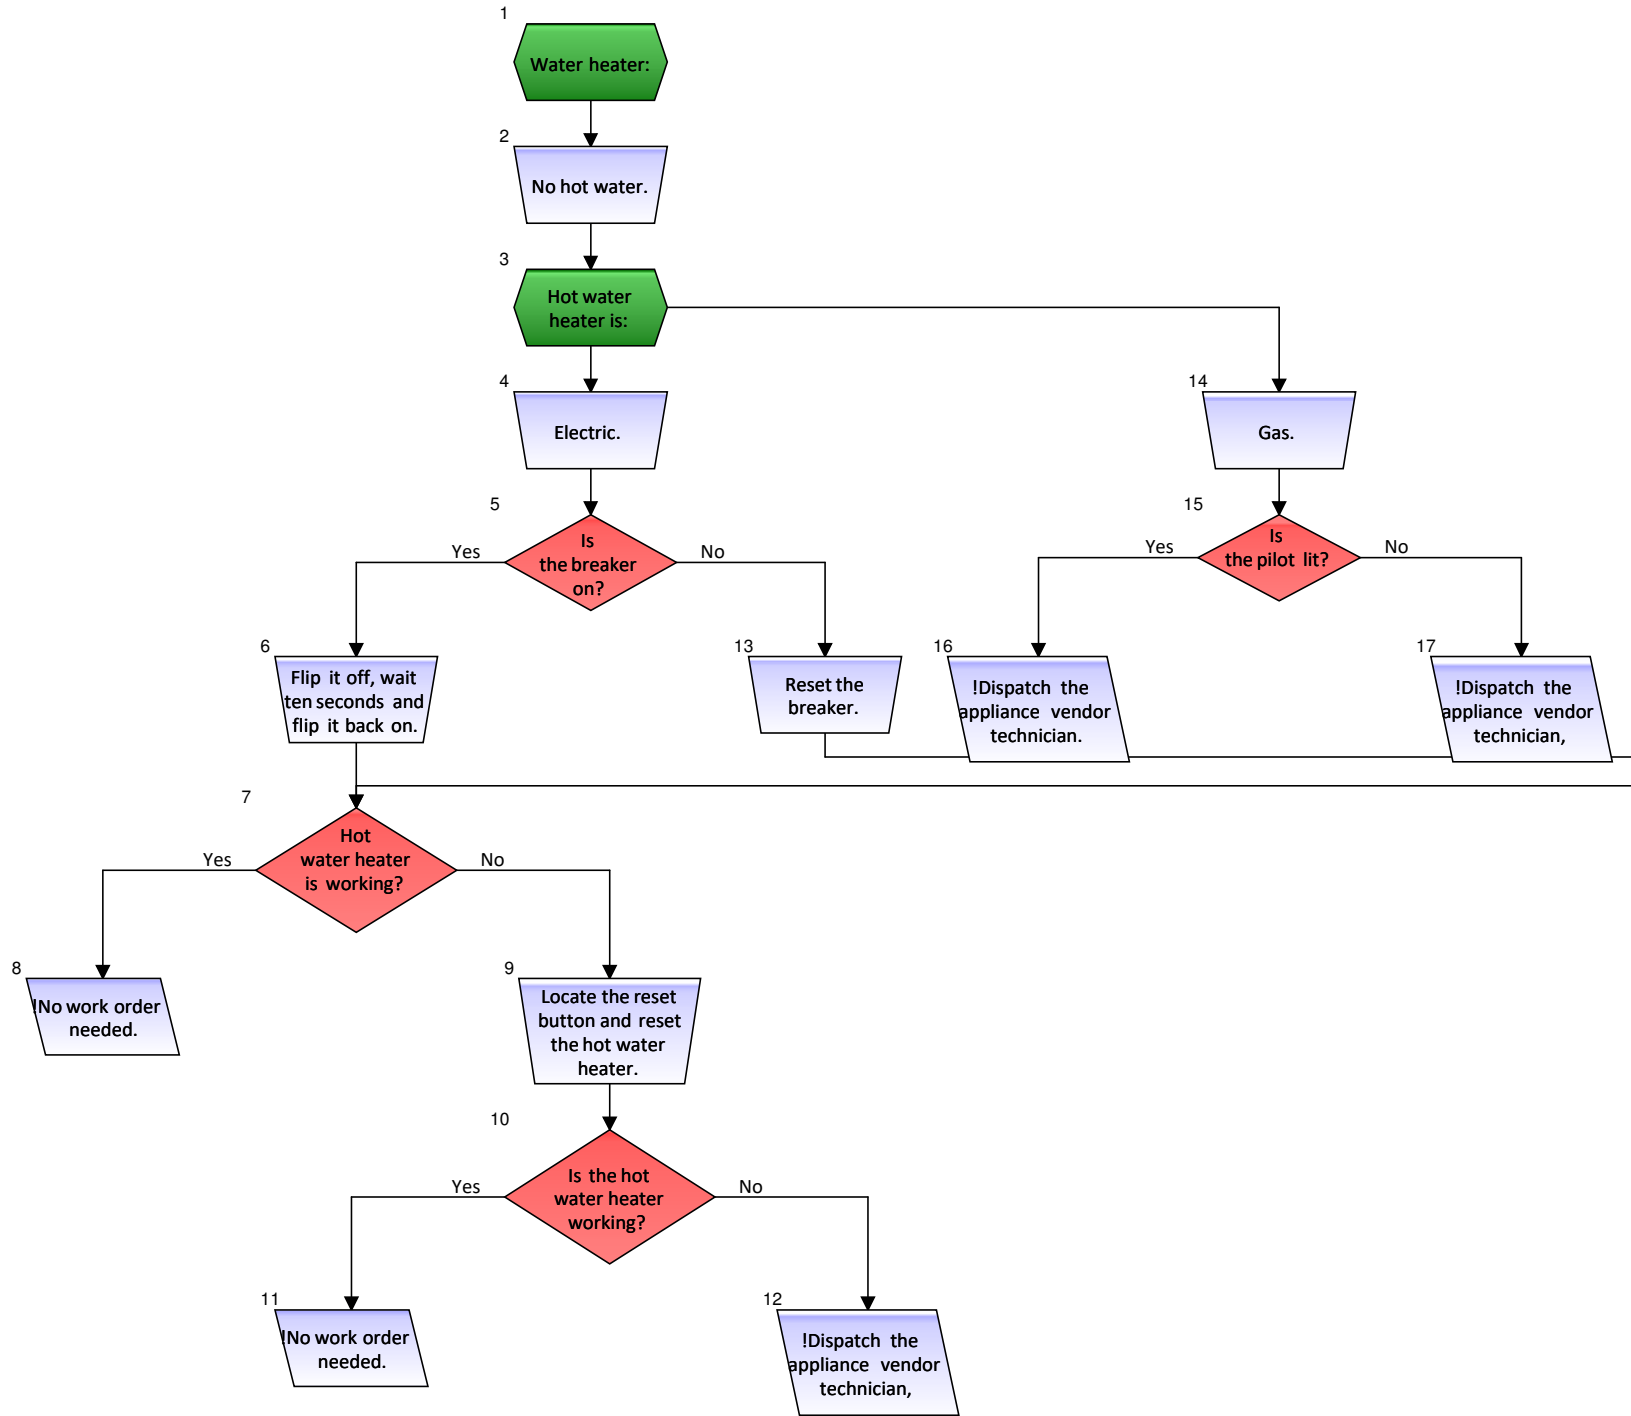 1
Water heater:
2
No hot water.
3
Hot water
heater is:
4
Electric.
14
Gas.
5
Is
the breaker
on?
Yes
No
15
Is
the pilot lit?
Yes
No
6
Flip it off, wait
ten seconds and
flip it back on.
13
Reset the
breaker.
16
!Dispatch the
appliance vendor
technician.
17
!Dispatch the
appliance vendor
technician,
7
Hot
water heater
is working?
Yes
No
8
!No work order
needed.
9
Locate the reset
button and reset
the hot water
heater.
10
Is the hot
water heater
working?
Yes
No
11
!No work order
needed.
12
!Dispatch the
appliance vendor
technician,